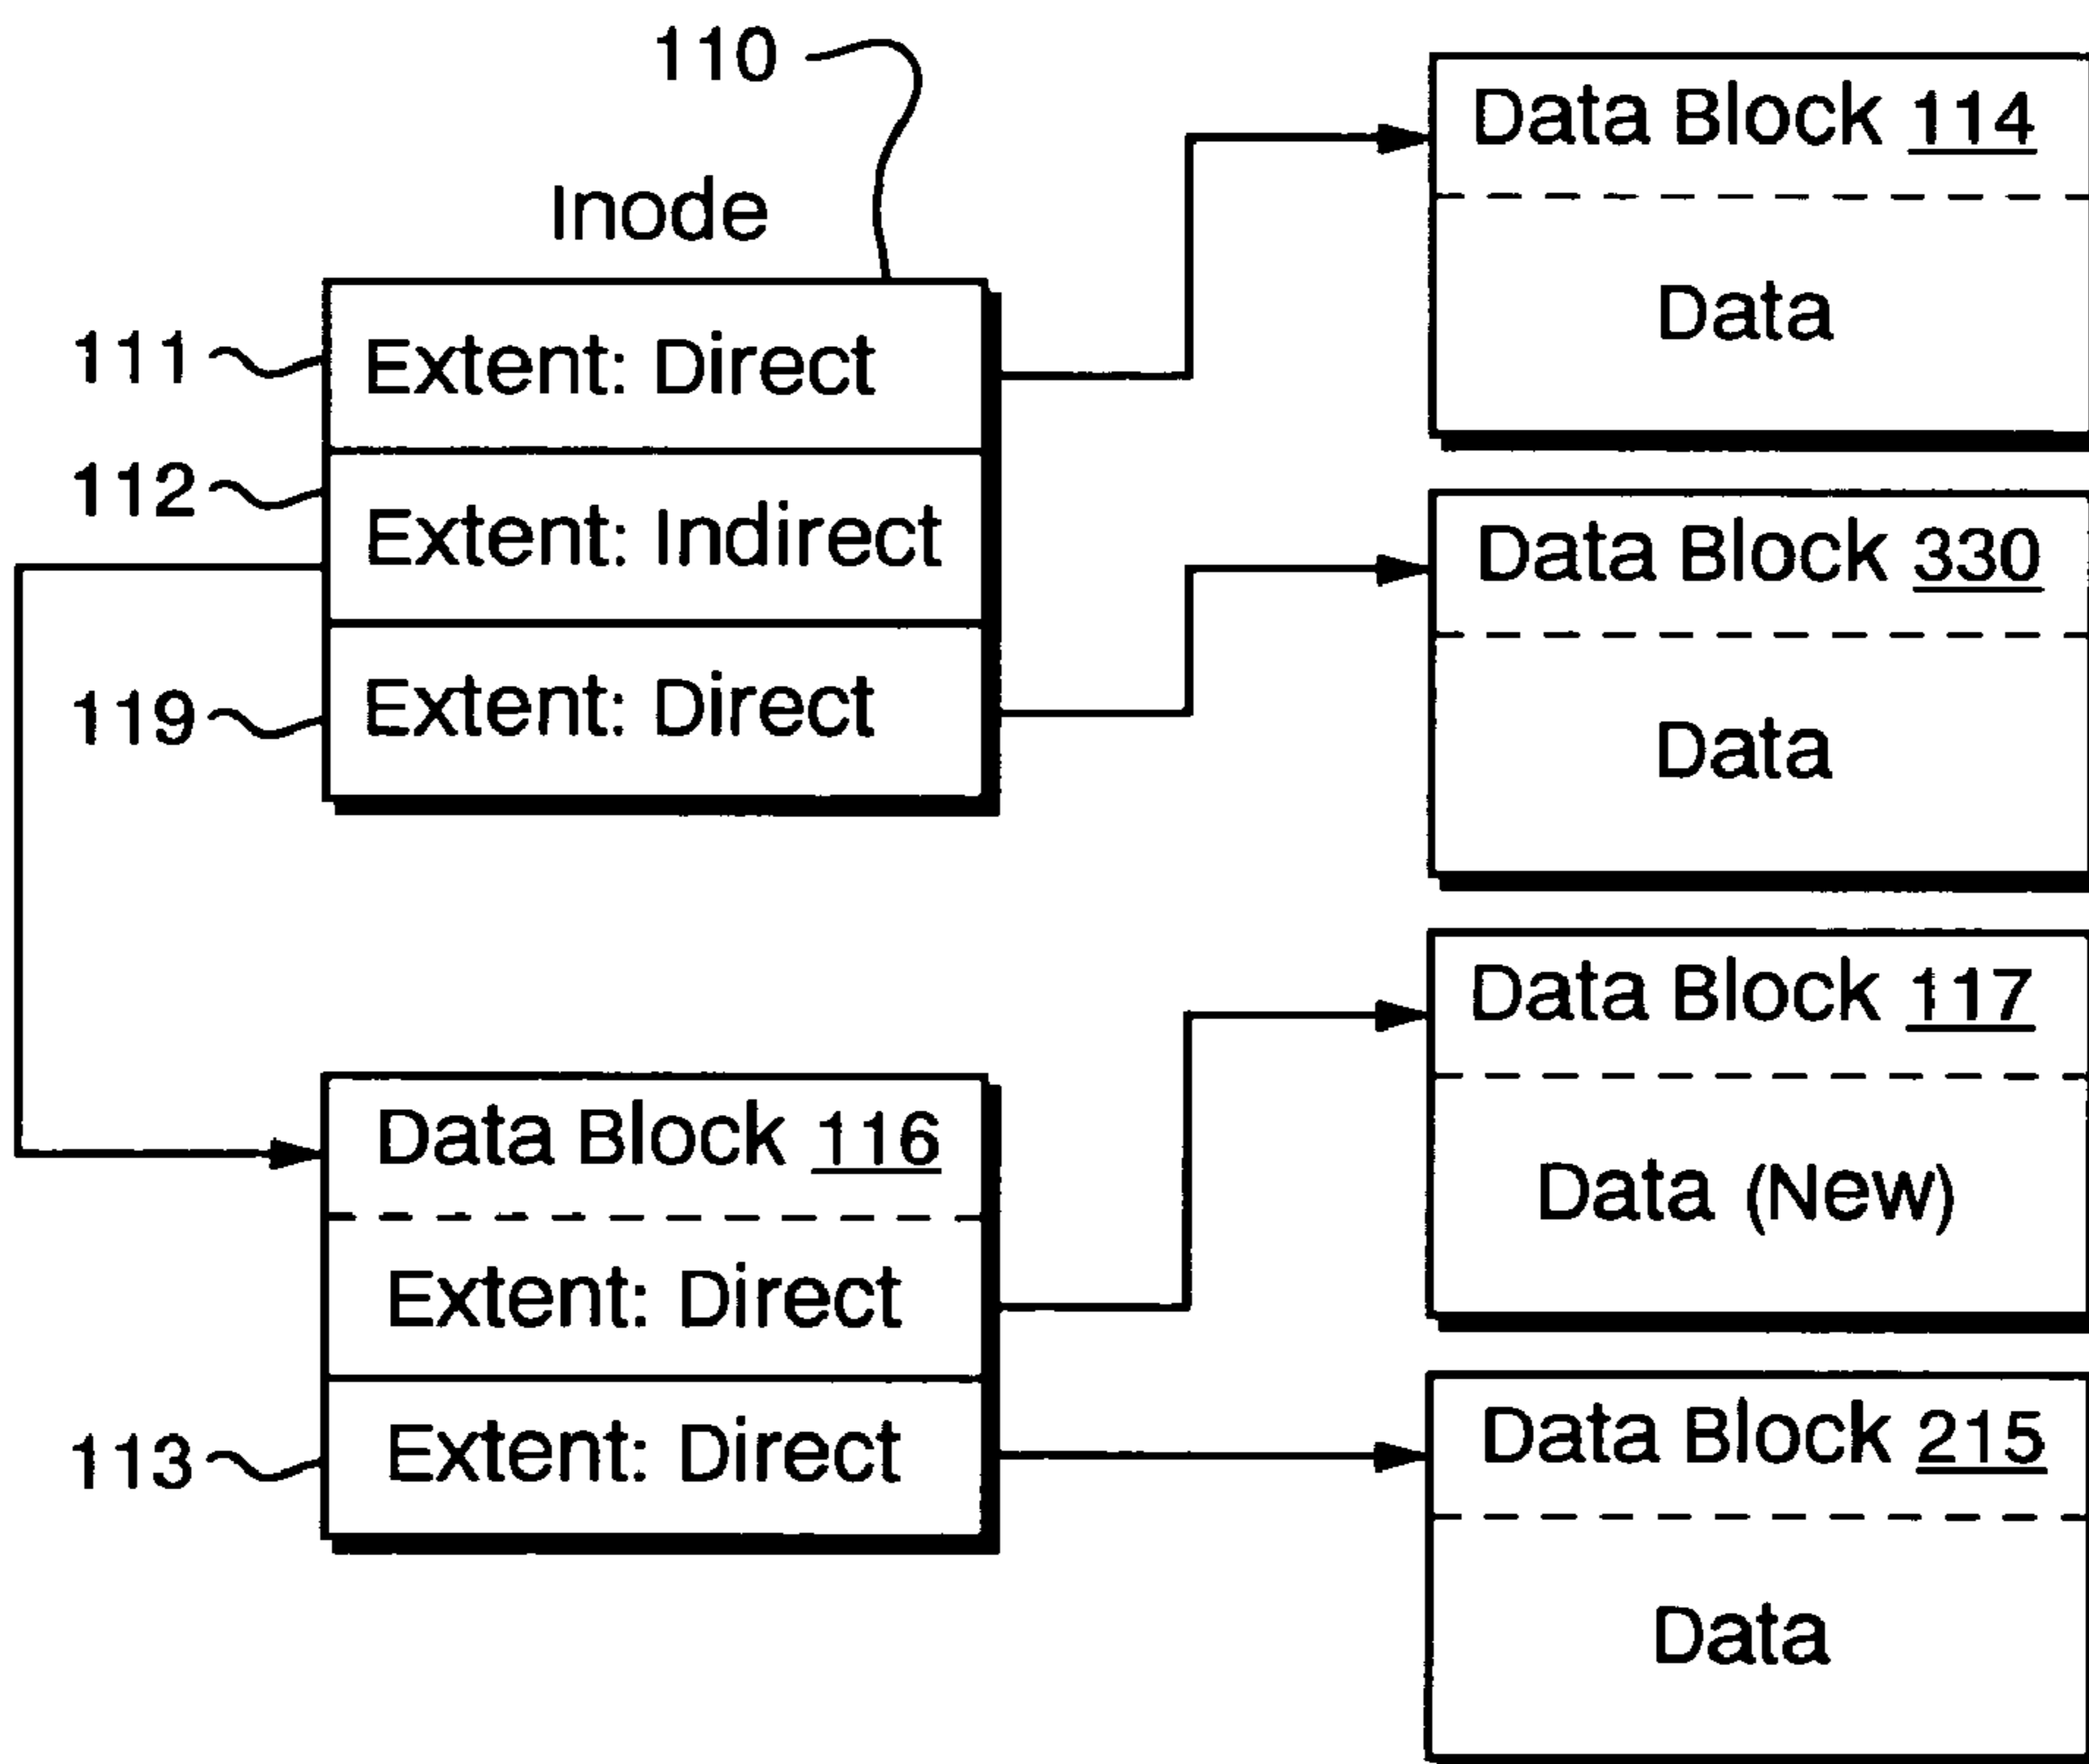 110
Inode
111
Extent: Direct
112
Extent: Indirect
119
Extent: Direct
Data Block 114
Data
Data Block 330
Data
Data Block 116
Extent: Direct
113
Extent: Direct
Data Block 117
Data (New)
Data Block 215
Data